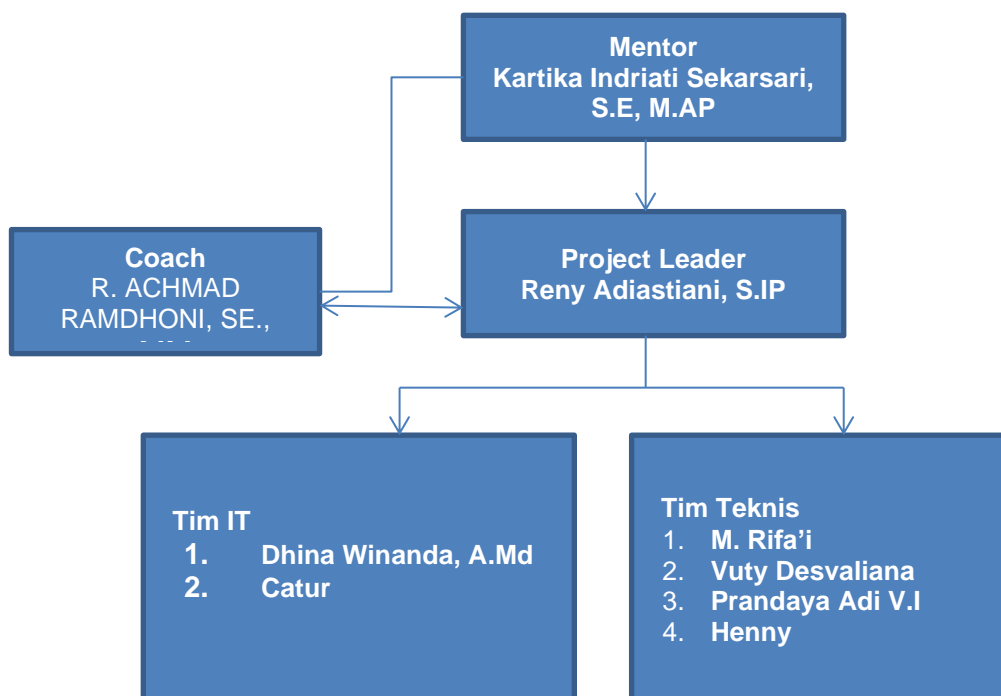 Mentor
Kartika Indriati Sekarsari,
S.E, M.AP
Coach
R. ACHMAD
RAMDHONI, SE.,
Project Leader
Reny Adiastiani, S.IP
Tim IT
1. Dhina Winanda, A.Md
2. Catur
Tim Teknis
1. M. Rifa’i
2. Vuty Desvaliana
3. Prandaya Adi V.I
4. Henny